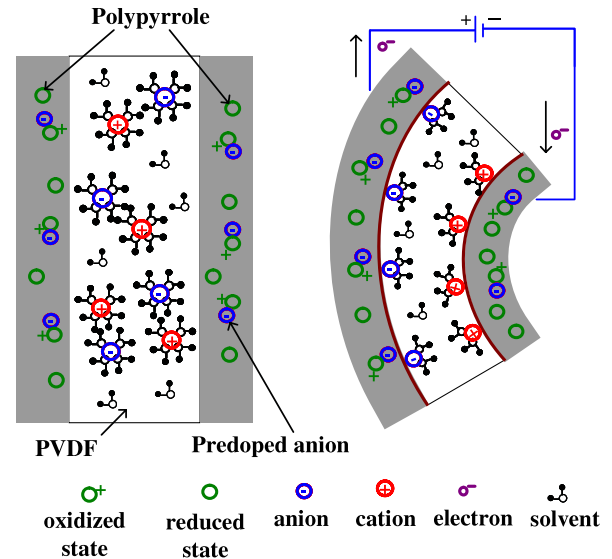 Polypyrrole
+ −
σ−
σ−
PVDF
Predoped anion
oxidized state
reduced state
anion
cation
electron
solvent